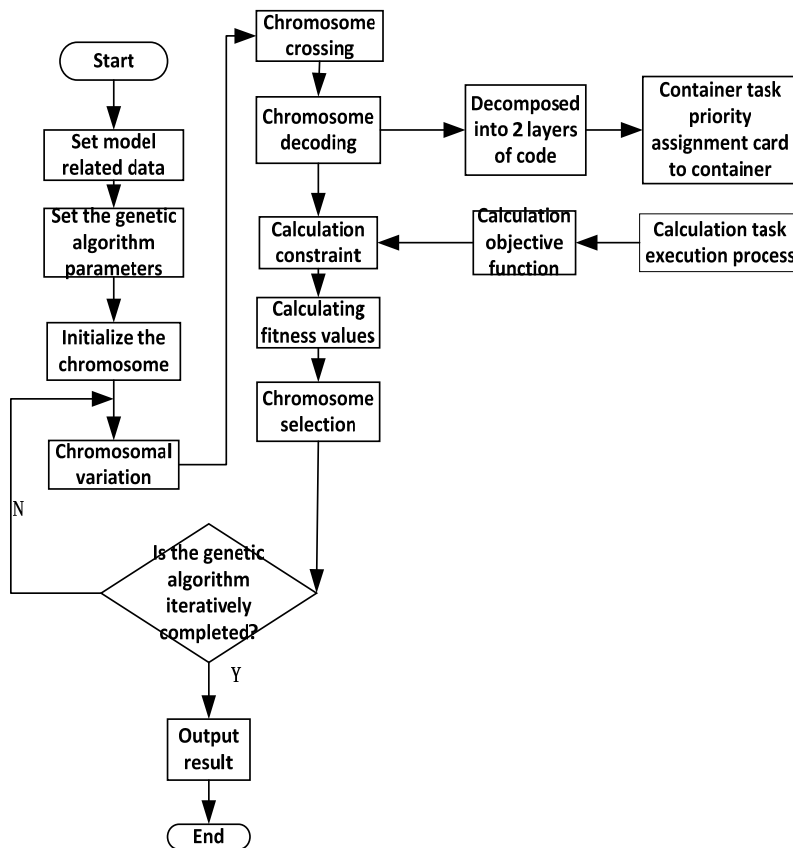 Start
Set model
related data
Set the genetic
algorithm
parameters
Initialize the
chromosome
Chromosomal
variation
N
Chromosome
crossing
Chromosome
decoding
Decomposed
into 2 layers
of code
Container task
priority
assignment card
to container
Calculation task
execution process
Calculation
objective
function
Calculation
constraint
Calculating
fitness values
Chromosome
selection
Is the genetic
algorithm
iteratively
completed?
Y
Output
result
End